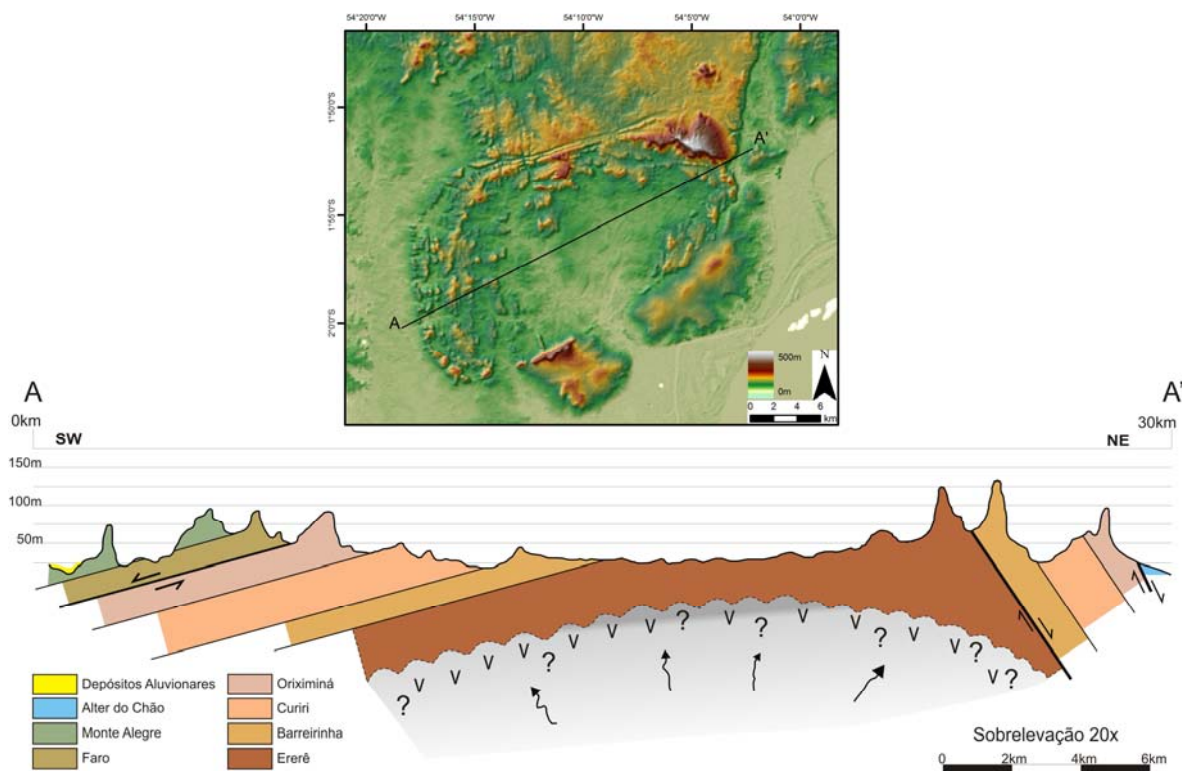 54°20'0"W 54°15'0"W 54°10'0"W 54°5'0"W 54°0'0"W
1°50'0"S
1°55'0"S
2°0'0"S
A'
A
500m
0m
N
0 2 4 6
km
A A'
0km 30km
SW NE
150m
100m
50m
? V V V V V ? V V V ? V ? V ? V V V ? V ?
Depósitos Aluvionares
Alter do Chão
Monte Alegre
Faro
Oriximiná
Curiri
Barreirinha
Ererê
Sobrelevação 20x
0 2km 4km 6km